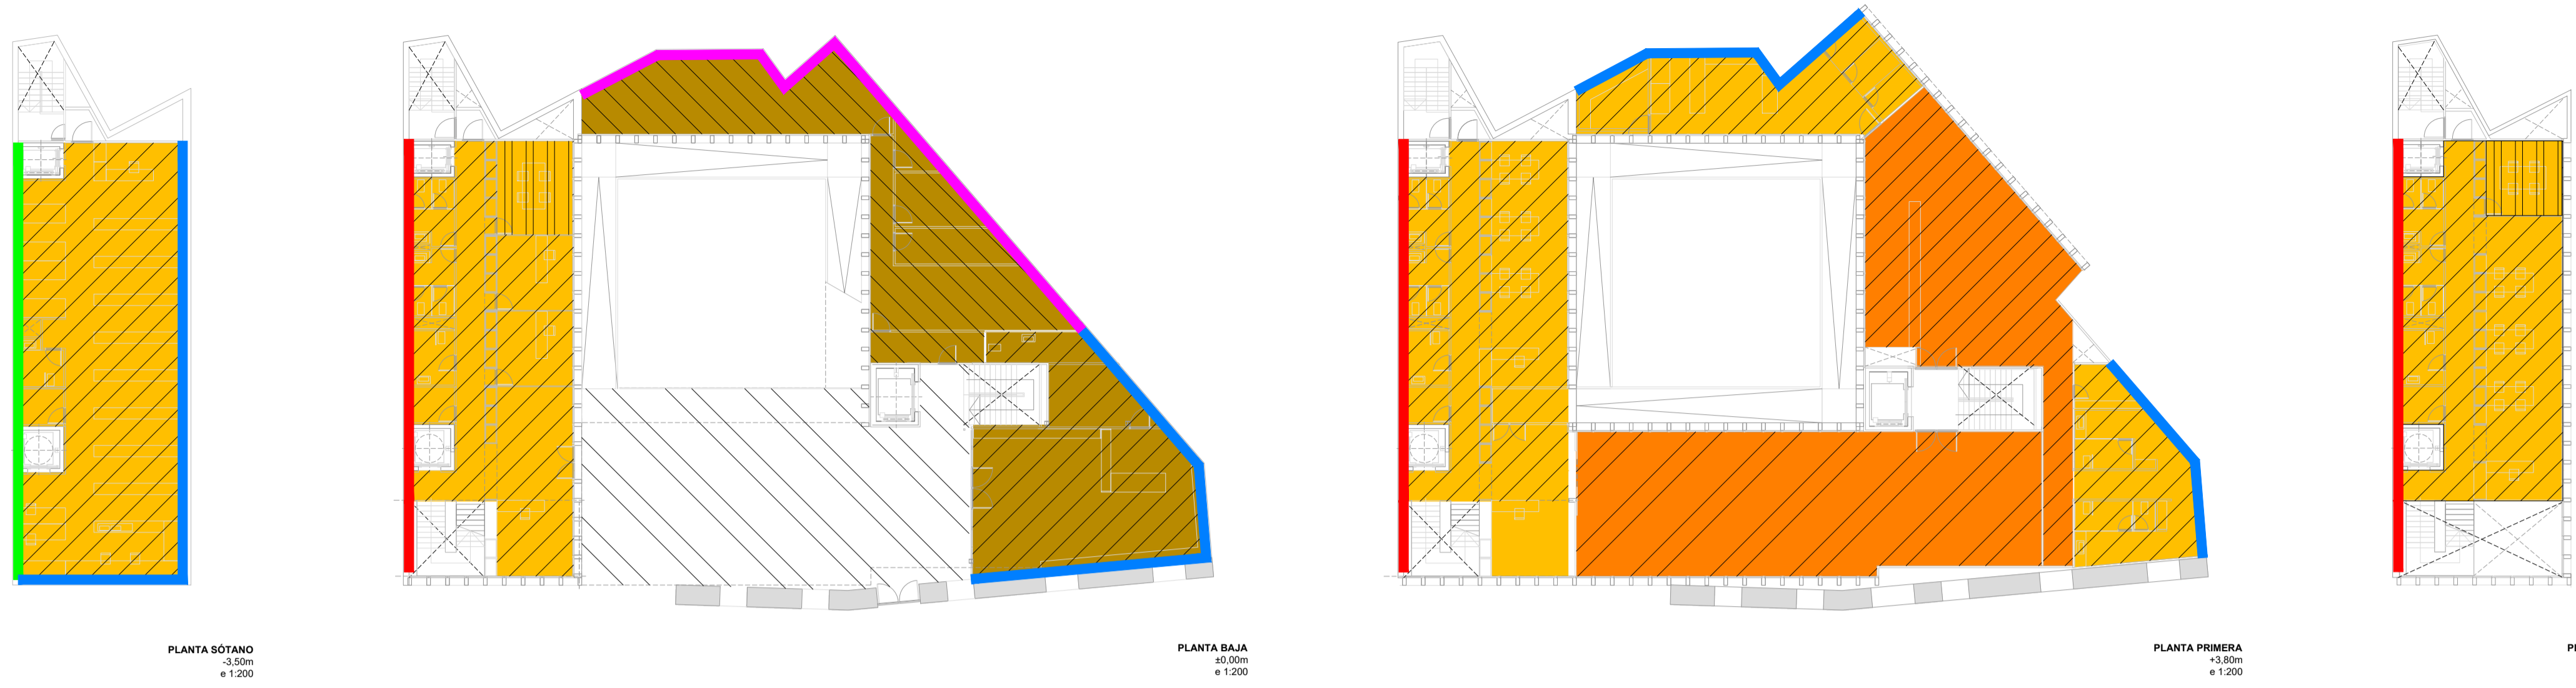 PLANTA SÓTANO
-3,50m
e 1:200
PLANTA BAJA
±0,00m
e 1:200
PLANTA PRIMERA
+3,80m
e 1:200